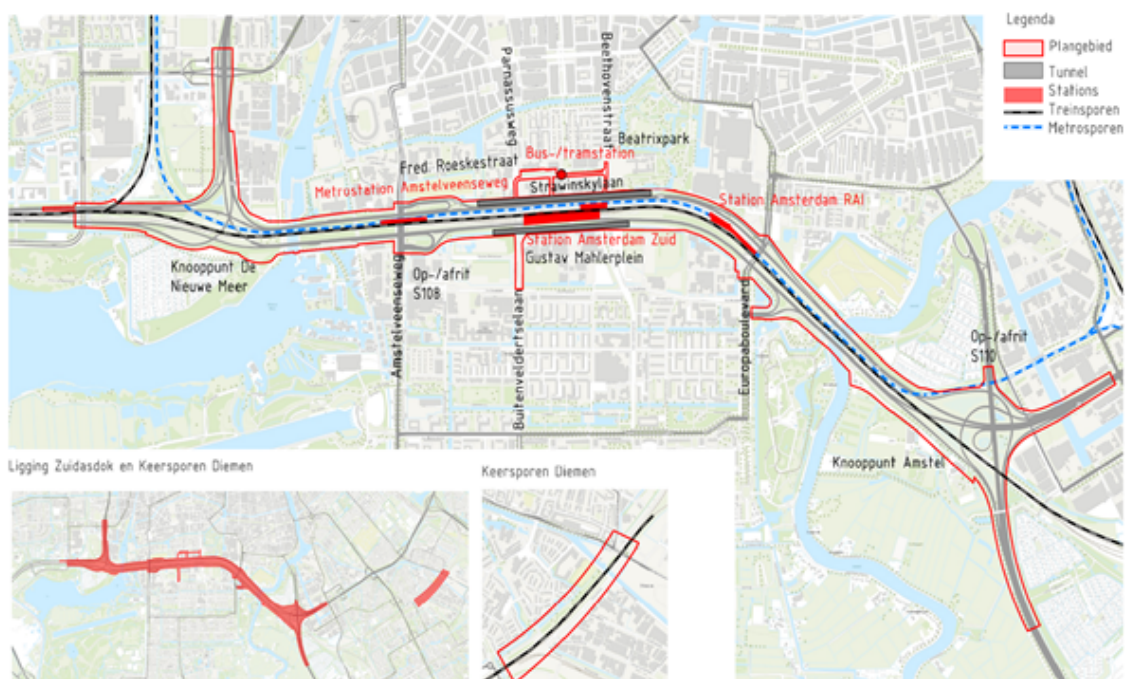 Legenda
Plangebied
Tunnel
Stations
Treinsporen
Metrosporen
Parnassusweg
Beethovenstraat
Beatrixpark
Bus-/tramstation
Fred. Roeskestraat
Strawinskylaan
Metrostation Amstelveenseweg
Station Amsterdam RAI
Station Amsterdam Zuid
Gustav Mahlerplein
Knooppunt De
Nieuwe Meer
Op-/afrit
S108
Amstelveenseweg
Buitenveldertselaan
Europaboulevard
Op-/afrit
S110
Knooppunt Amstel
Ligging Zuidasdok en Keersporen Diemen
Keersporen Diemen